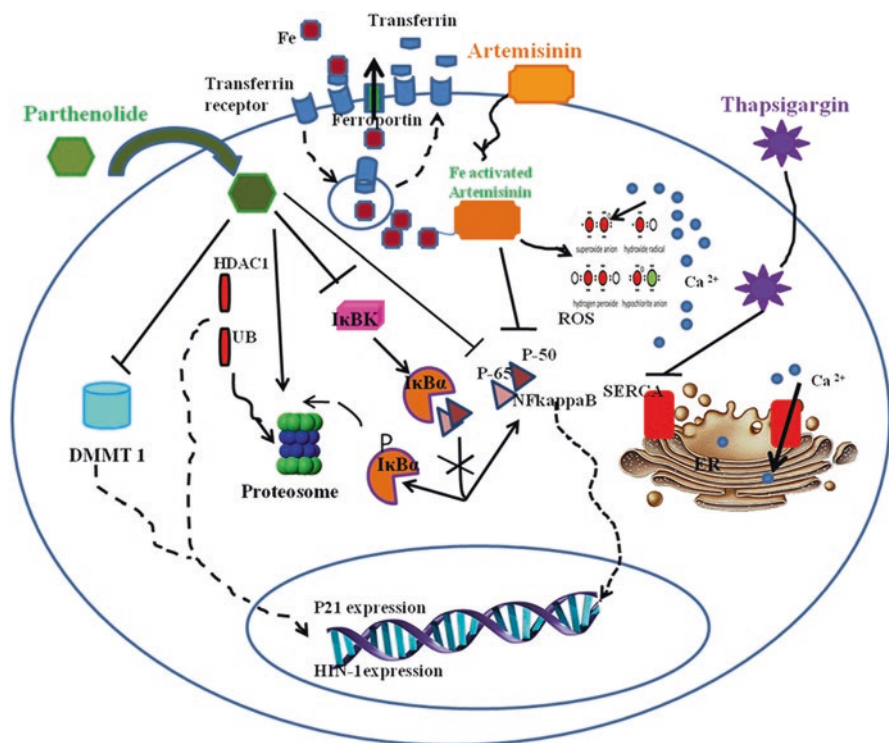 Transferrin
Fe
Artemisinin
Transferrin
receptor
Thapsigargin
Parthenolide
Ferroportin
Fe activated
Artemisinin
superoxide anion
hydroxide radical
HDAC1
Ca 2+
hydrogen peroxide
hypochlorite anion
ROS
IκBK
UB
P-50
P-65
IκBα
NFkappaB
SERCA
Ca 2+
P
IκBα
ER
DMMT 1
Proteosome
P21 expression
HIN-1expression